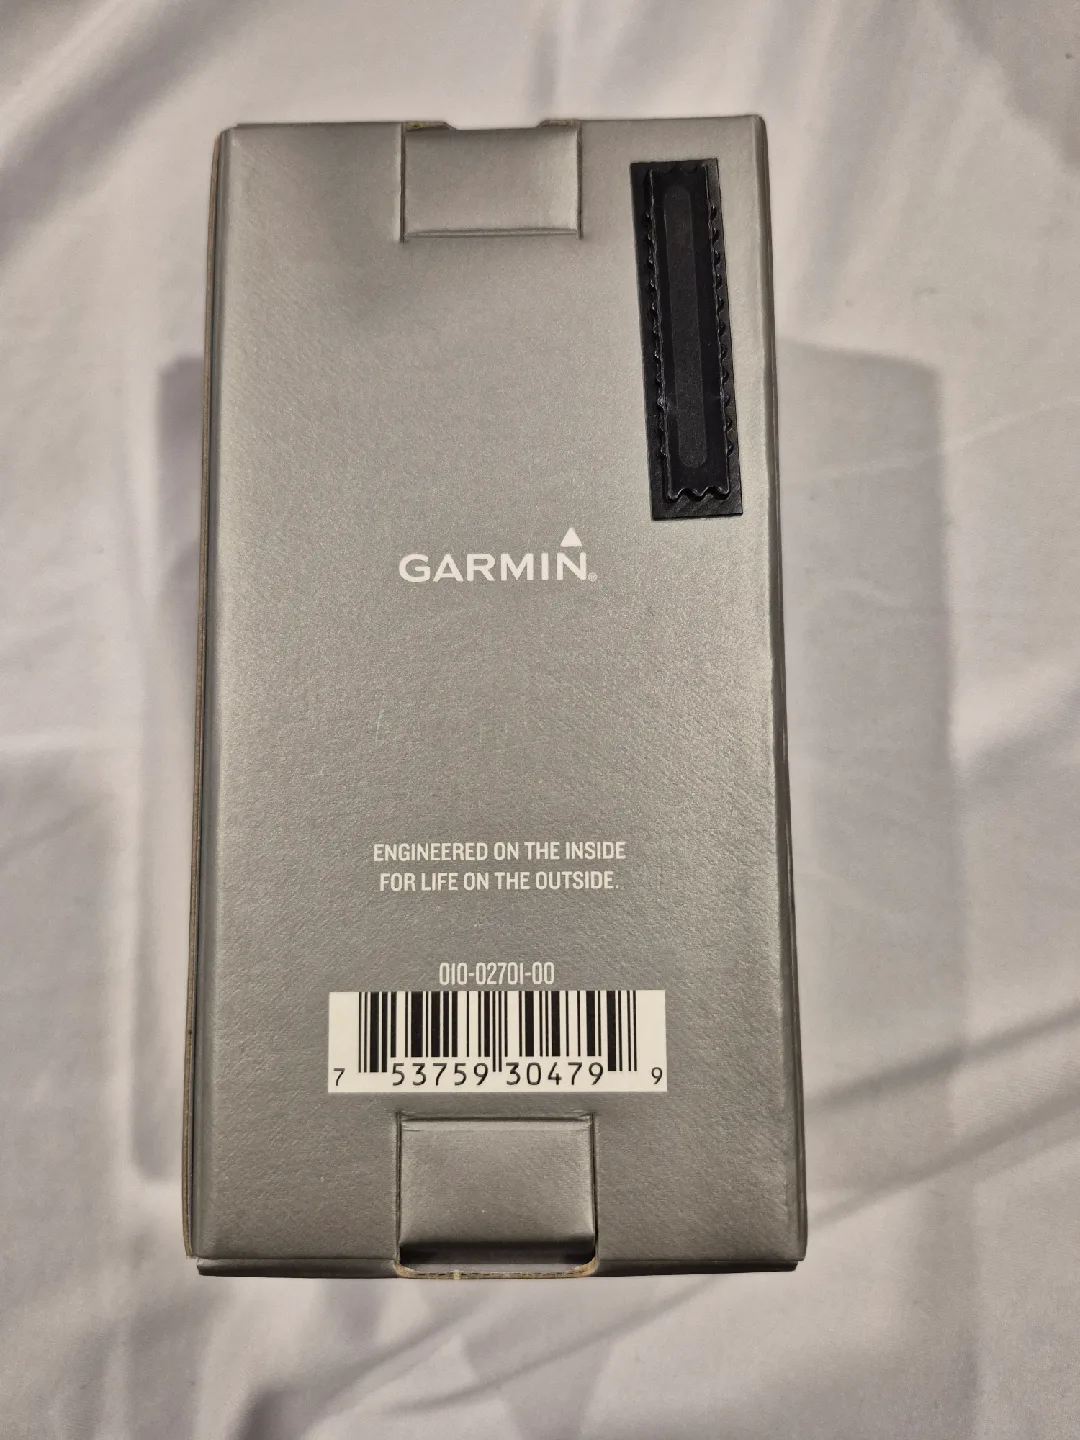 GARMIN®
ENGINEERED ON THE INSIDE
FOR LIFE ON THE OUTSIDE.
010-02701-00
7 53759 30479 9